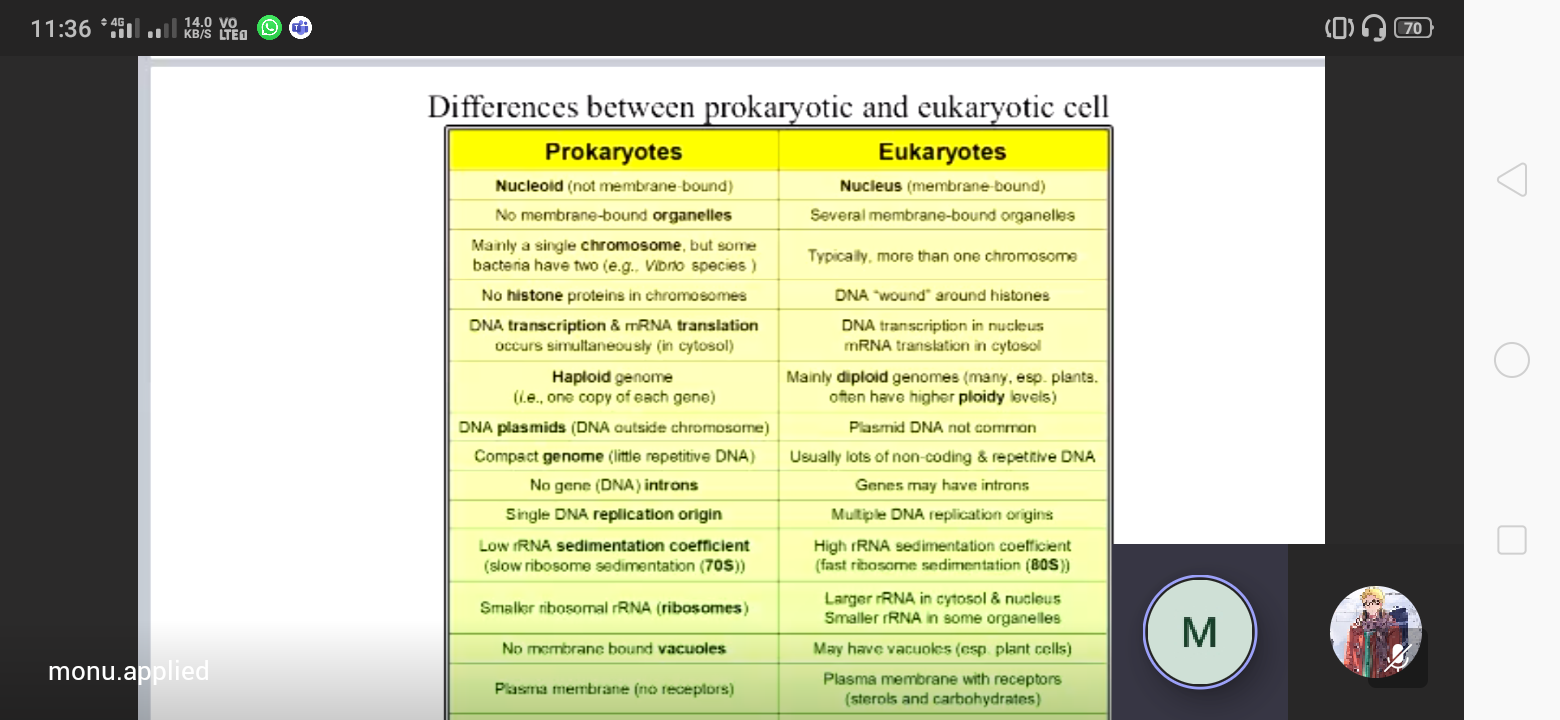 11:36 4G 14.0 KB/S VO LTE 70
Differences between prokaryotic and eukaryotic cell
Prokaryotes Eukaryotes
Nucleoid (not membrane-bound) Nucleus (membrane-bound)
No membrane-bound organelles Several membrane-bound organelles
Mainly a single chromosome, but some
bacteria have two (e.g., Vibrio species )
Typically, more than one chromosome
No histone proteins in chromosomes DNA “wound” around histones
DNA transcription & mRNA translation
occurs simultaneously (in cytosol)
DNA transcription in nucleus
mRNA translation in cytosol
Haploid genome
(i.e., one copy of each gene)
Mainly diploid genomes (many, esp. plants.
often have higher ploidy levels)
DNA plasmids (DNA outside chromosome) Plasmid DNA not common
Compact genome (little repetitive DNA) Usually lots of non-coding & repetitive DNA
No gene (DNA) introns Genes may have introns
Single DNA replication origin Multiple DNA replication origins
Low rRNA sedimentation coefficient
(slow ribosome sedimentation (70S))
High rRNA sedimentation coefficient
(fast ribosome sedimentation (80S))
Smaller ribosomal rRNA (ribosomes)
Larger rRNA in cytosol & nucleus
Smaller rRNA in some organelles
No membrane bound vacuoles May have vacuoles (esp. plant cells)
Plasma membrane (no receptors)
Plasma membrane with receptors
(sterols and carbohydrates)
monu.applied
M